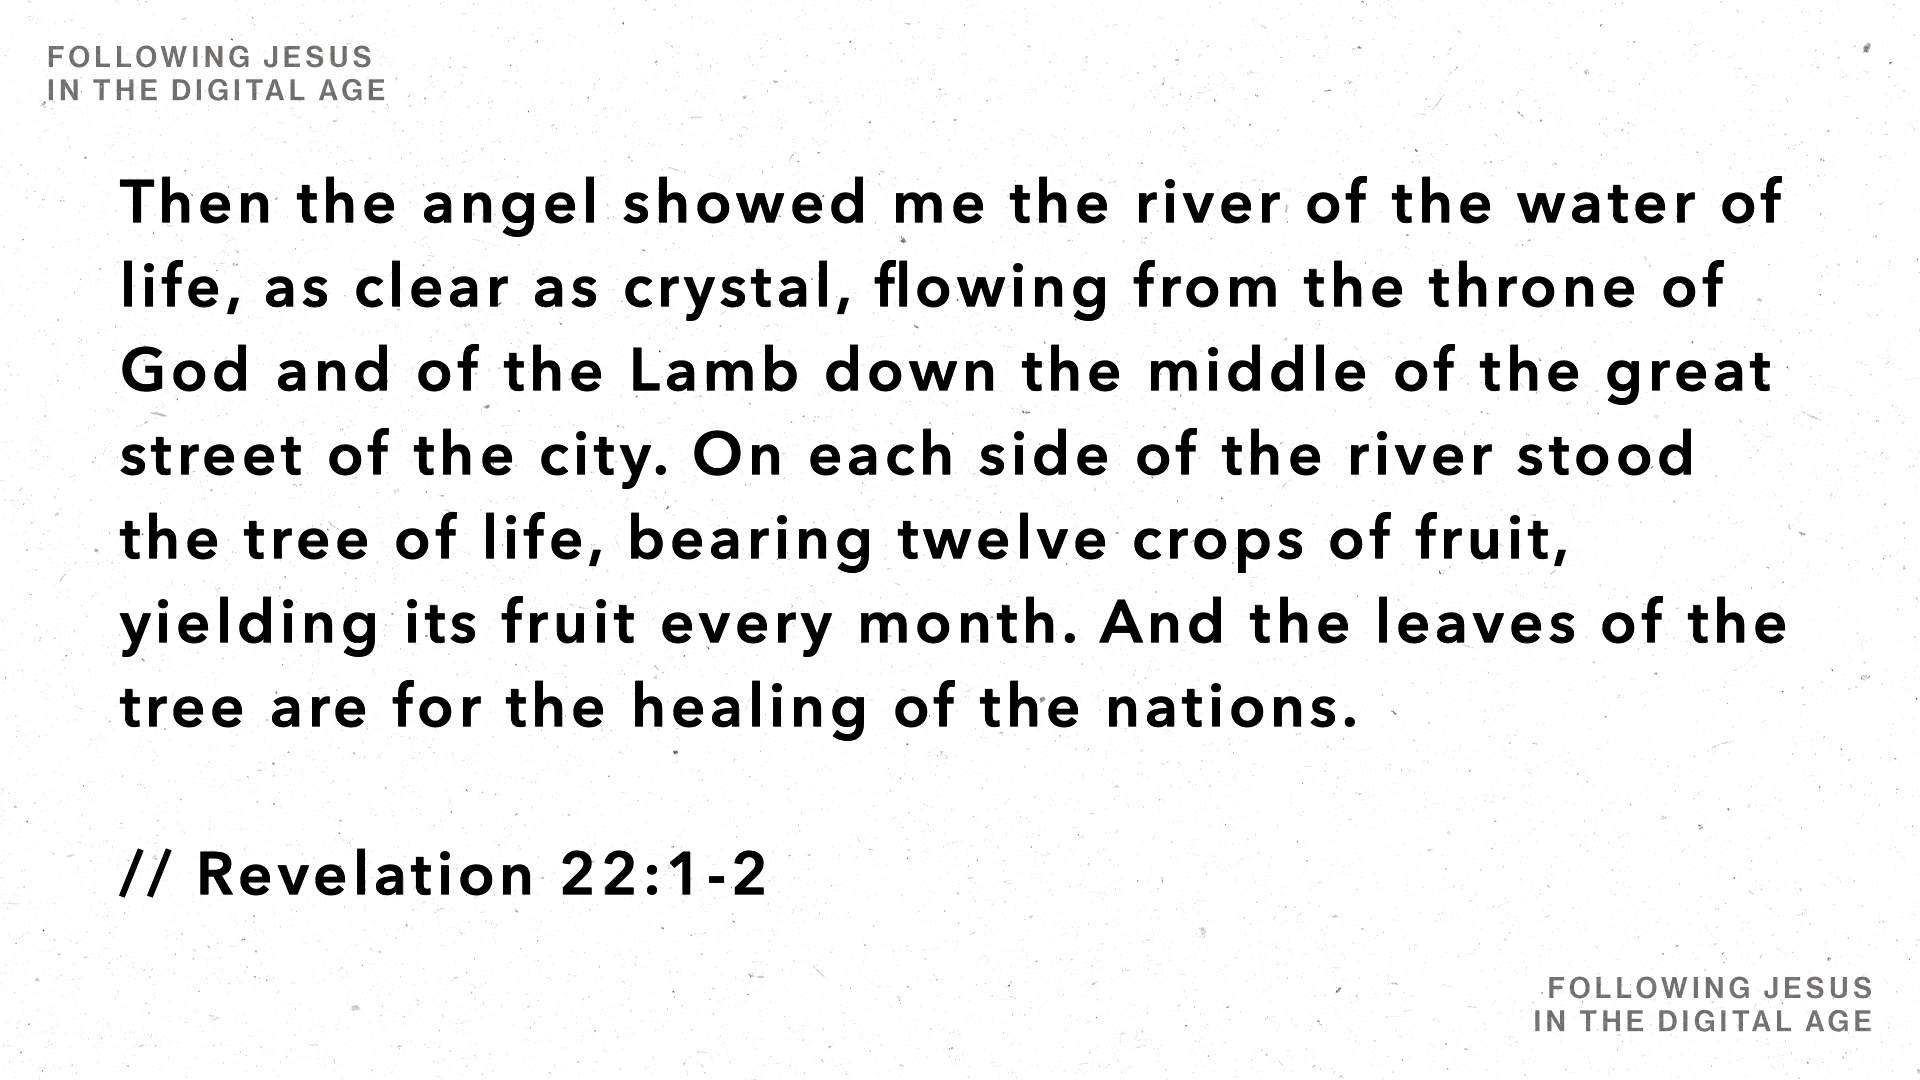 FOLLOWING JESUS
IN THE DIGITAL AGE
Then the angel showed me the river of the water of
life, as clear as crystal, flowing from the throne of
God and of the Lamb down the middle of the great
street of the city. On each side of the river stood
the tree of life, bearing twelve crops of fruit,
yielding its fruit every month. And the leaves of the
tree are for the healing of the nations.
// Revelation 22:1-2
FOLLOWING JESUS
IN THE DIGITAL AGE